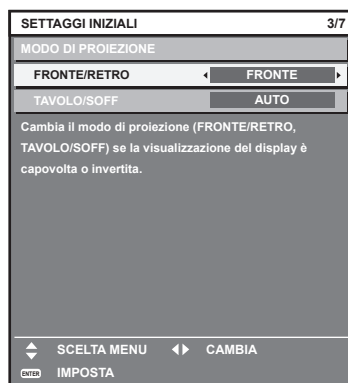 SETTAGGI INIZIALI 3/7
MODO DI PROIEZIONE
FRONTE/RETRO FRONTE
TAVOLO/SOFF AUTO
Cambia il modo di proiezione (FRONTE/RETRO,
TAVOLO/SOFF) se la visualizzazione del display è
capovolta o invertita.
SCELTA MENU CAMBIA
ENTER IMPOSTA